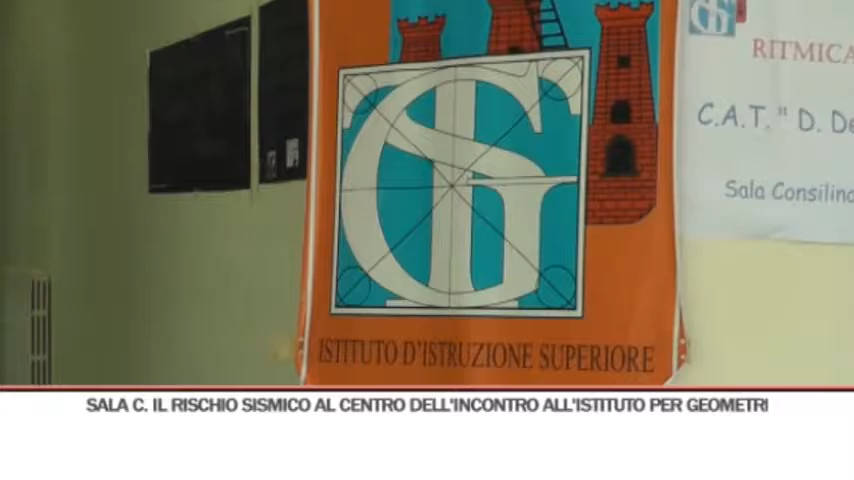 RITMICA
C.A.T. " D. De
Sala Consilina
ISTITUTO D'ISTRUZIONE SUPERIORE
SALA C. IL RISCHIO SISMICO AL CENTRO DELL'INCONTRO ALL'ISTITUTO PER GEOMETRI